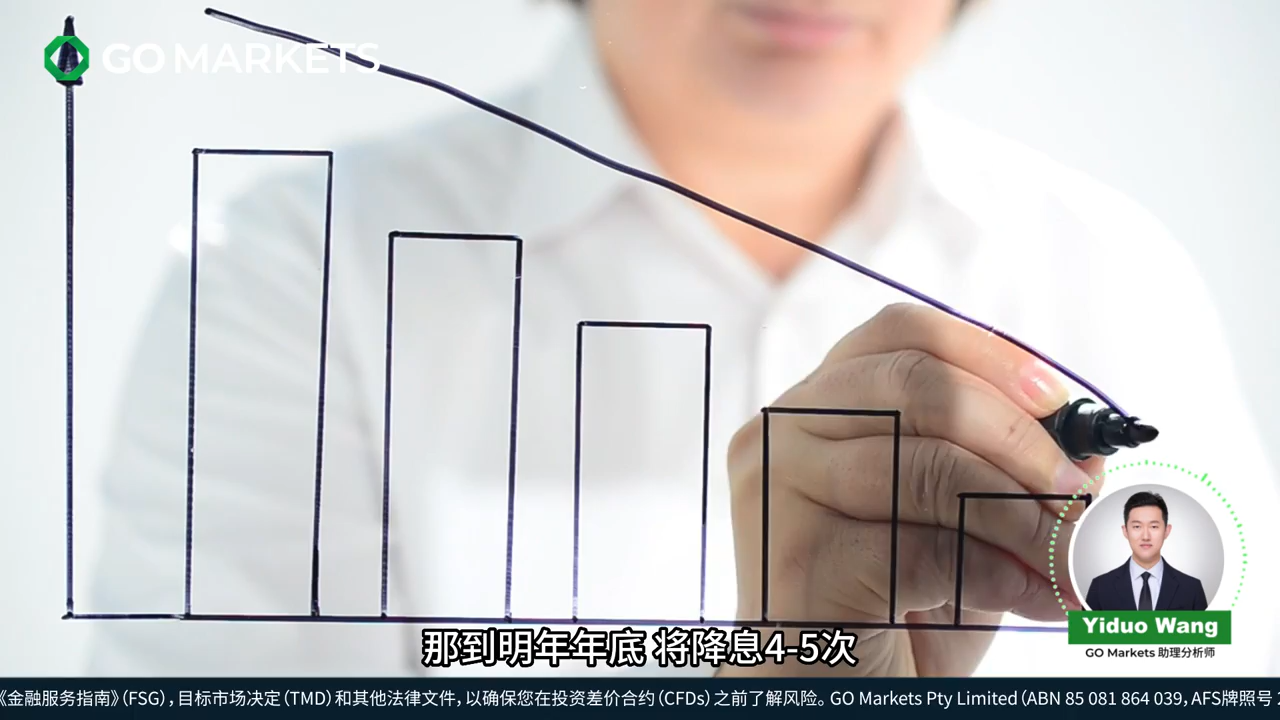 GO MARKETS
Yiduo Wang
GO Markets 助理分析师
那到明年年底 将降息4-5次
《金融服务指南》(FSG),目标市场决定(TMD)和其他法律文件,以确保您在投资差价合约(CFDs)之前了解风险。GO Markets Pty Limited(ABN 85 081 864 039,AFS牌照号